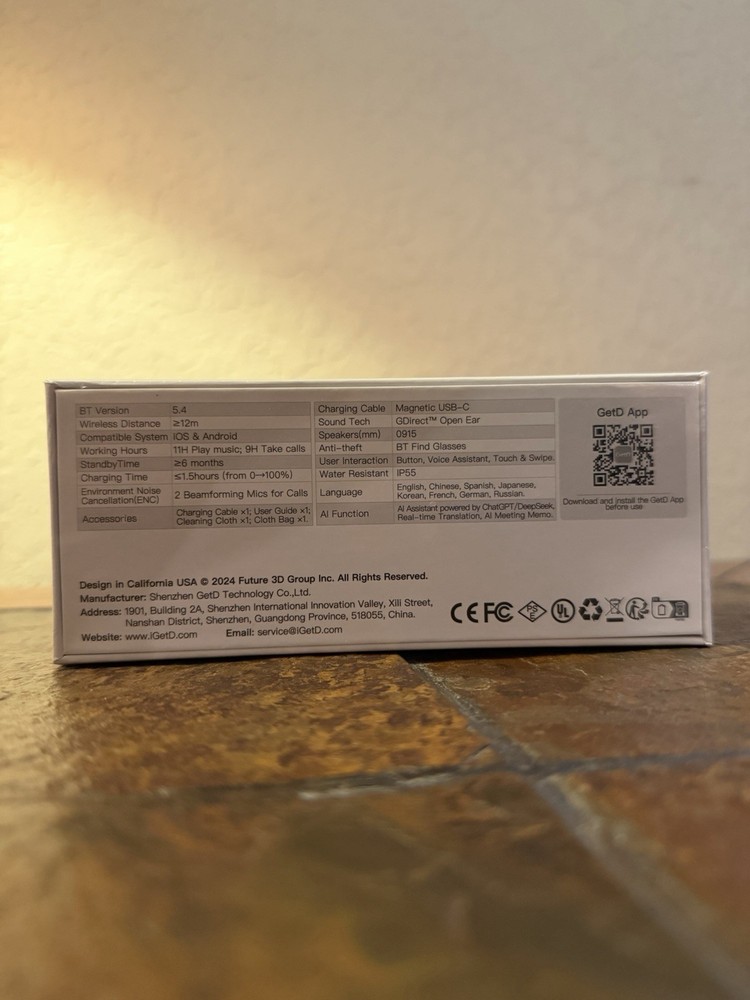 BT Version 5.4
Wireless Distance ≥12m
Compatible System IOS & Android
Working Hours 11H Play music; 9H Take calls
StandbyTime ≥6 months
Charging Time ≤1.5hours (from 0→100%)
Environment Noise
Cancellation(ENC) 2 Beamforming Mics for Calls
Accessories Charging Cable ×1; User Guide ×1;
Cleaning Cloth ×1; Cloth Bag ×1.
Charging Cable Magnetic USB-C
Sound Tech GDirect™ Open Ear
Speakers(mm) 0915
Anti-theft BT Find Glasses
User Interaction Button, Voice Assistant, Touch & Swipe
Water Resistant IP55
Language English, Chinese, Spanish, Japanese,
Korean, French, German, Russian.
AI Function AI Assistant powered by ChatGPT/DeepSeek,
Real-time Translation, AI Meeting Memo.
GetD App
Download and install the GetD App
before use
Design in California USA © 2024 Future 3D Group Inc. All Rights Reserved.
Manufacturer: Shenzhen GetD Technology Co.,Ltd.
Address: 1901, Building 2A, Shenzhen International Innovation Valley, Xili Street,
Nanshan District, Shenzhen, Guangdong Province, 518055, China.
Website: www.iGetD.com Email: service@iGetD.com
CE FC PS E UL